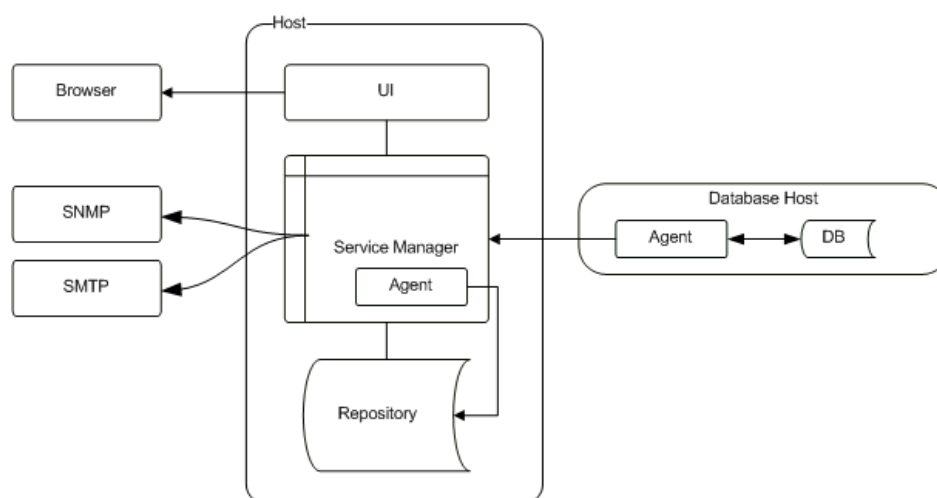 Host
Browser
UI
SNMP
SMTP
Service Manager
Agent
Repository
Database Host
Agent
DB